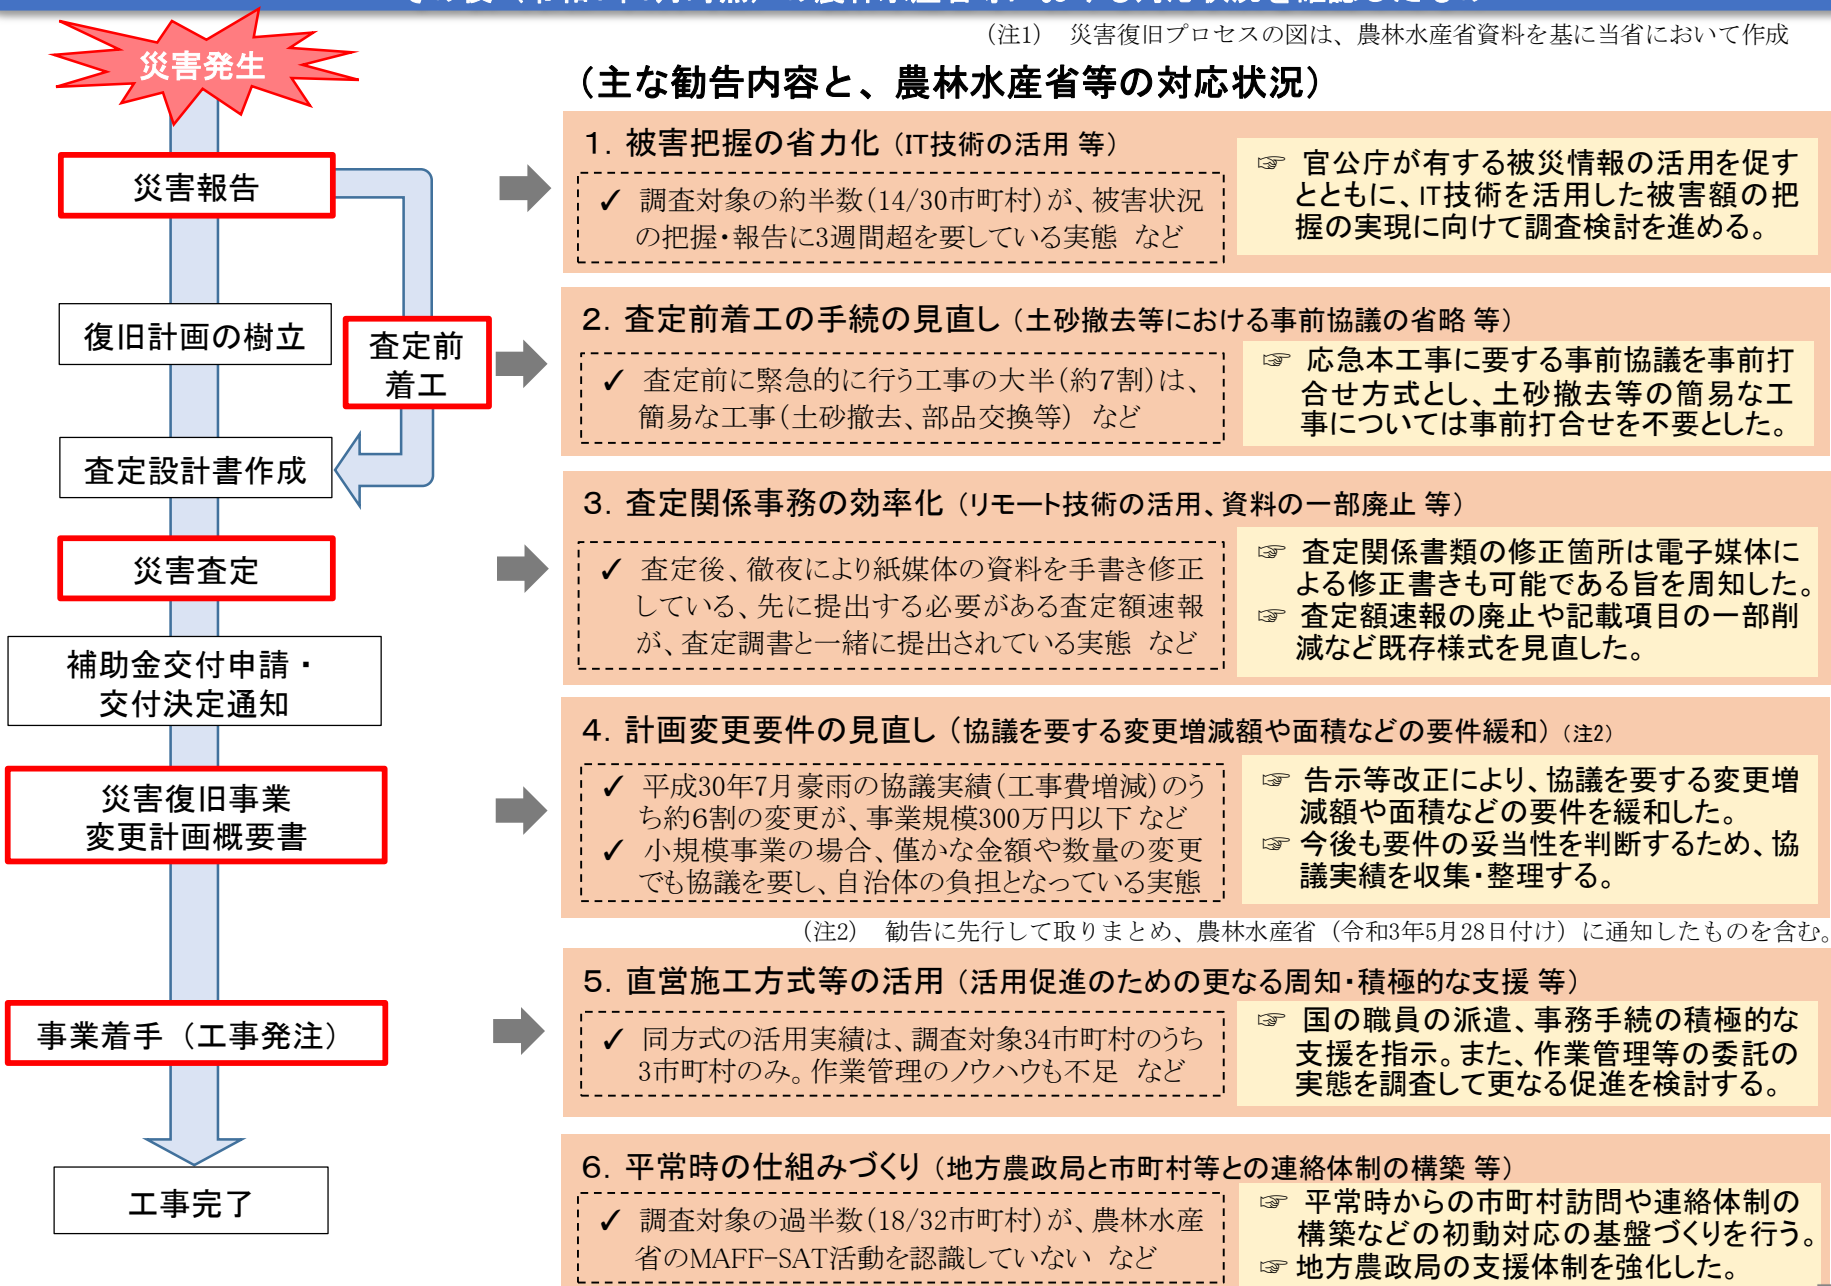 (注1)　災害復旧プロセスの図は、農林水産省資料を基に当省において作成
災害発生
災害報告
復旧計画の樹立
査定前
着工
査定設計書作成
災害査定
補助金交付申請・
交付決定通知
災害復旧事業
変更計画概要書
事業着手（工事発注）
工事完了
（主な勧告内容と、農林水産省等の対応状況）
1．被害把握の省力化（IT技術の活用 等）
✓ 調査対象の約半数（14/30市町村）が、被害状況
の把握・報告に3週間超を要している実態　など
☞ 官公庁が有する被災情報の活用を促す
とともに、IT技術を活用した被害額の把
握の実現に向けて調査検討を進める。
2．査定前着工の手続の見直し（土砂撤去等における事前協議の省略 等）
✓ 査定前に緊急的に行う工事の大半（約7割）は、
簡易な工事（土砂撤去、部品交換等）　など
☞ 応急本工事に要する事前協議を事前打
合せ方式とし、土砂撤去等の簡易な工
事については事前打合せを不要とした。
3．査定関係事務の効率化（リモート技術の活用、資料の一部廃止 等）
✓ 査定後、徹夜により紙媒体の資料を手書き修正
している、先に提出する必要がある査定額速報
が、査定調書と一緒に提出されている実態　など
☞ 査定関係書類の修正箇所は電子媒体に
よる修正書きも可能である旨を周知した。
☞ 査定額速報の廃止や記載項目の一部削
減など既存様式を見直した。
4．計画変更要件の見直し（協議を要する変更増減額や面積などの要件緩和）（注2）
✓ 平成30年7月豪雨の協議実績（工事費増減）のう
ち約6割の変更が、事業規模300万円以下 など
✓ 小規模事業の場合、僅かな金額や数量の変更
でも協議を要し、自治体の負担となっている実態
☞ 告示等改正により、協議を要する変更増
減額や面積などの要件を緩和した。
☞ 今後も要件の妥当性を判断するため、協
議実績を収集・整理する。
（注2）　勧告に先行して取りまとめ、農林水産省（令和3年5月28日付け）に通知したものを含む。
5．直営施工方式等の活用（活用促進のための更なる周知・積極的な支援 等）
✓ 同方式の活用実績は、調査対象34市町村のうち
3市町村のみ。作業管理のノウハウも不足　など
☞ 国の職員の派遣、事務手続の積極的な
支援を指示。また、作業管理等の委託の
実態を調査して更なる促進を検討する。
6．平常時の仕組みづくり（地方農政局と市町村等との連絡体制の構築 等）
✓ 調査対象の過半数（18/32市町村）が、農林水産
省のMAFF-SAT活動を認識していない　など
☞ 平常時からの市町村訪問や連絡体制の
構築などの初動対応の基盤づくりを行う。
☞ 地方農政局の支援体制を強化した。